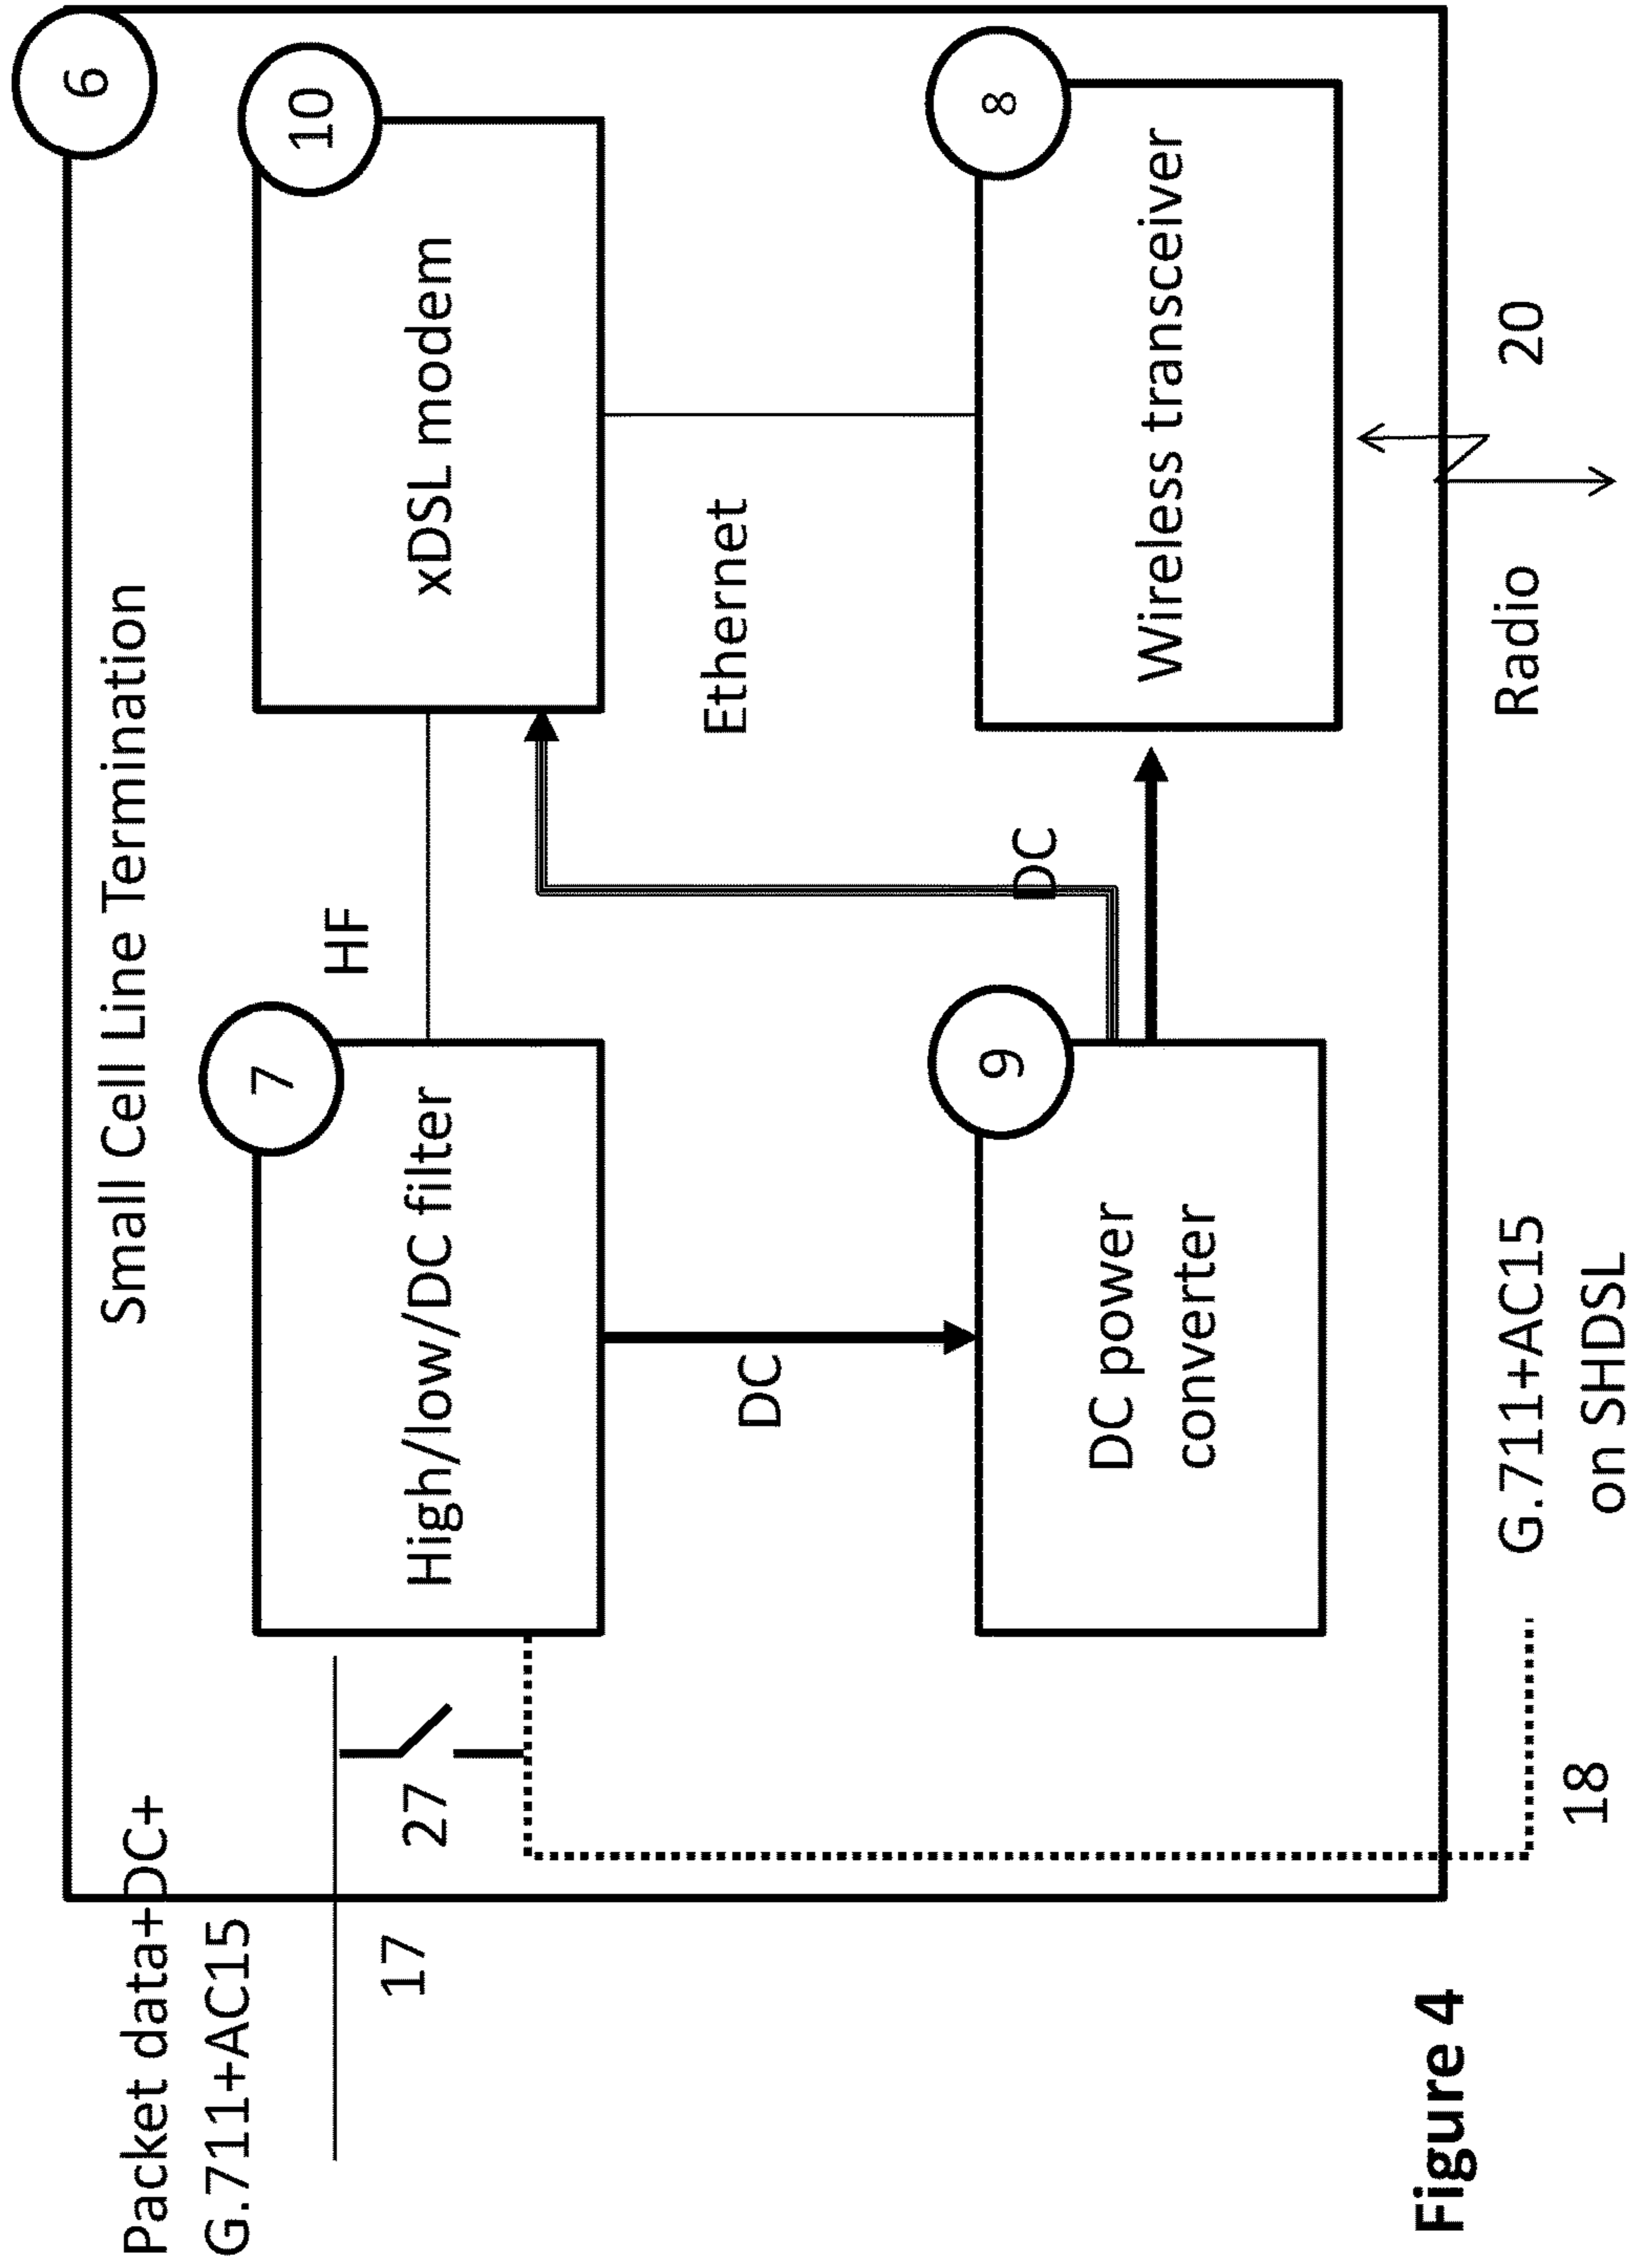 Small Cell Line Termination
6
Packet data+DC+
G.711+AC15
17
27
7
High/low/DC filter
HF
10
xDSL modem
DC
Ethernet
9
DC power
converter
DC
8
Wireless transceiver
G.711+AC15
on SHDSL
18
Radio
20
Figure 4